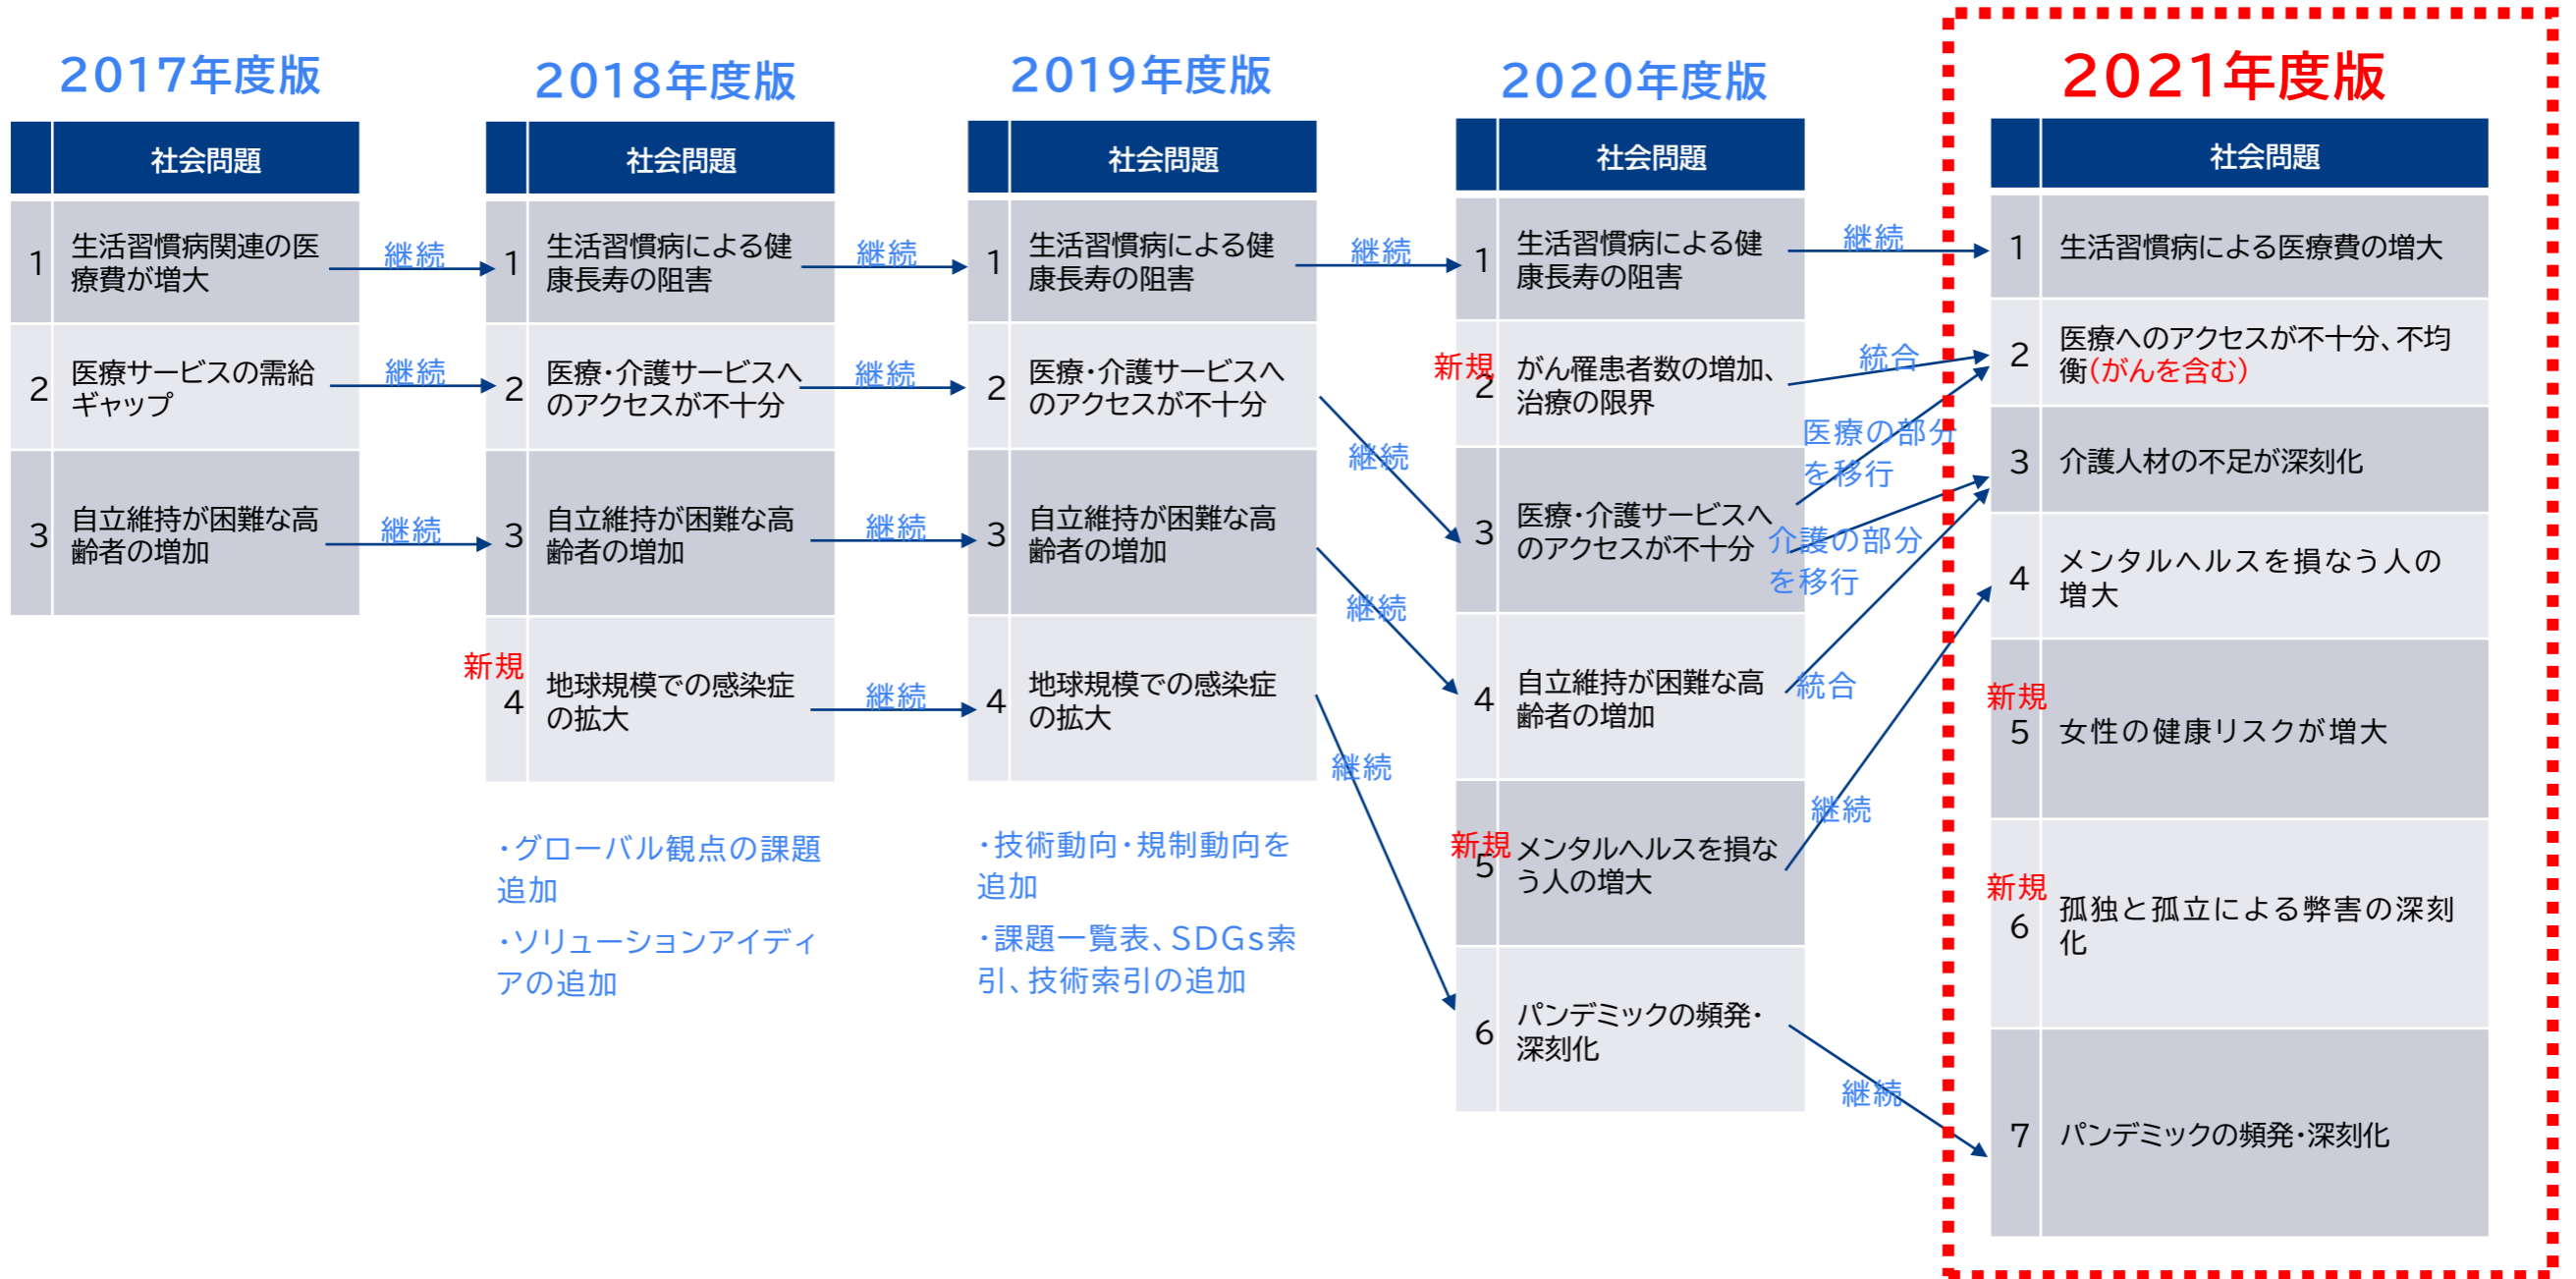 2017年度版
社会問題
1
生活習慣病関連の医
療費が増大
継続
2
医療サービスの需給
ギャップ
継続
3
自立維持が困難な高
齢者の増加
継続
2018年度版
社会問題
1
生活習慣病による健
康長寿の阻害
継続
2
医療・介護サービスへ
のアクセスが不十分
継続
3
自立維持が困難な高
齢者の増加
継続
新規
4
地球規模での感染症
の拡大
継続
・グローバル観点の課題
追加
・ソリューションアイディ
アの追加
2019年度版
社会問題
1
生活習慣病による健
康長寿の阻害
継続
2
医療・介護サービスへ
のアクセスが不十分
継続
3
自立維持が困難な高
齢者の増加
継続
4
地球規模での感染症
の拡大
継続
・技術動向・規制動向を
追加
・課題一覧表、SDGs索
引、技術索引の追加
2020年度版
社会問題
1
生活習慣病による健
康長寿の阻害
継続
新規
2
がん罹患者数の増加、
治療の限界
統合
3
医療・介護サービスへ
のアクセスが不十分
医療の部分
を移行
介護の部分
を移行
4
自立維持が困難な高
齢者の増加
統合
新規
5
メンタルヘルスを損な
う人の増大
継続
6
パンデミックの頻発・
深刻化
継続
2021年度版
社会問題
1
生活習慣病による医療費の増大
2
医療へのアクセスが不十分、不均
衡(がんを含む)
3
介護人材の不足が深刻化
4
メンタルヘルスを損なう人の
増大
新規
5
女性の健康リスクが増大
新規
6
孤独と孤立による弊害の深刻
化
7
パンデミックの頻発・深刻化